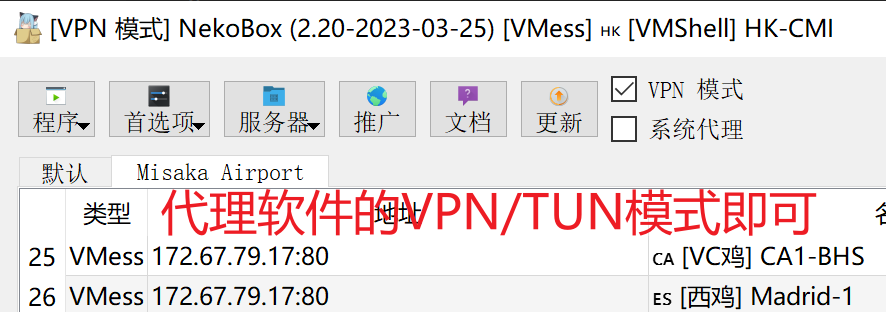 [VPN 模式] NekoBox (2.20-2023-03-25) [VMess] HK [VMShell] HK-CMI
程序 首选项 服务器 推广 文档 更新
VPN 模式
系统代理
默认 Misaka Airport
类型 地址 名
代理软件的VPN/TUN模式即可
25 VMess 172.67.79.17:80 CA [VC鸡] CA1-BHS
26 VMess 172.67.79.17:80 ES [西鸡] Madrid-1